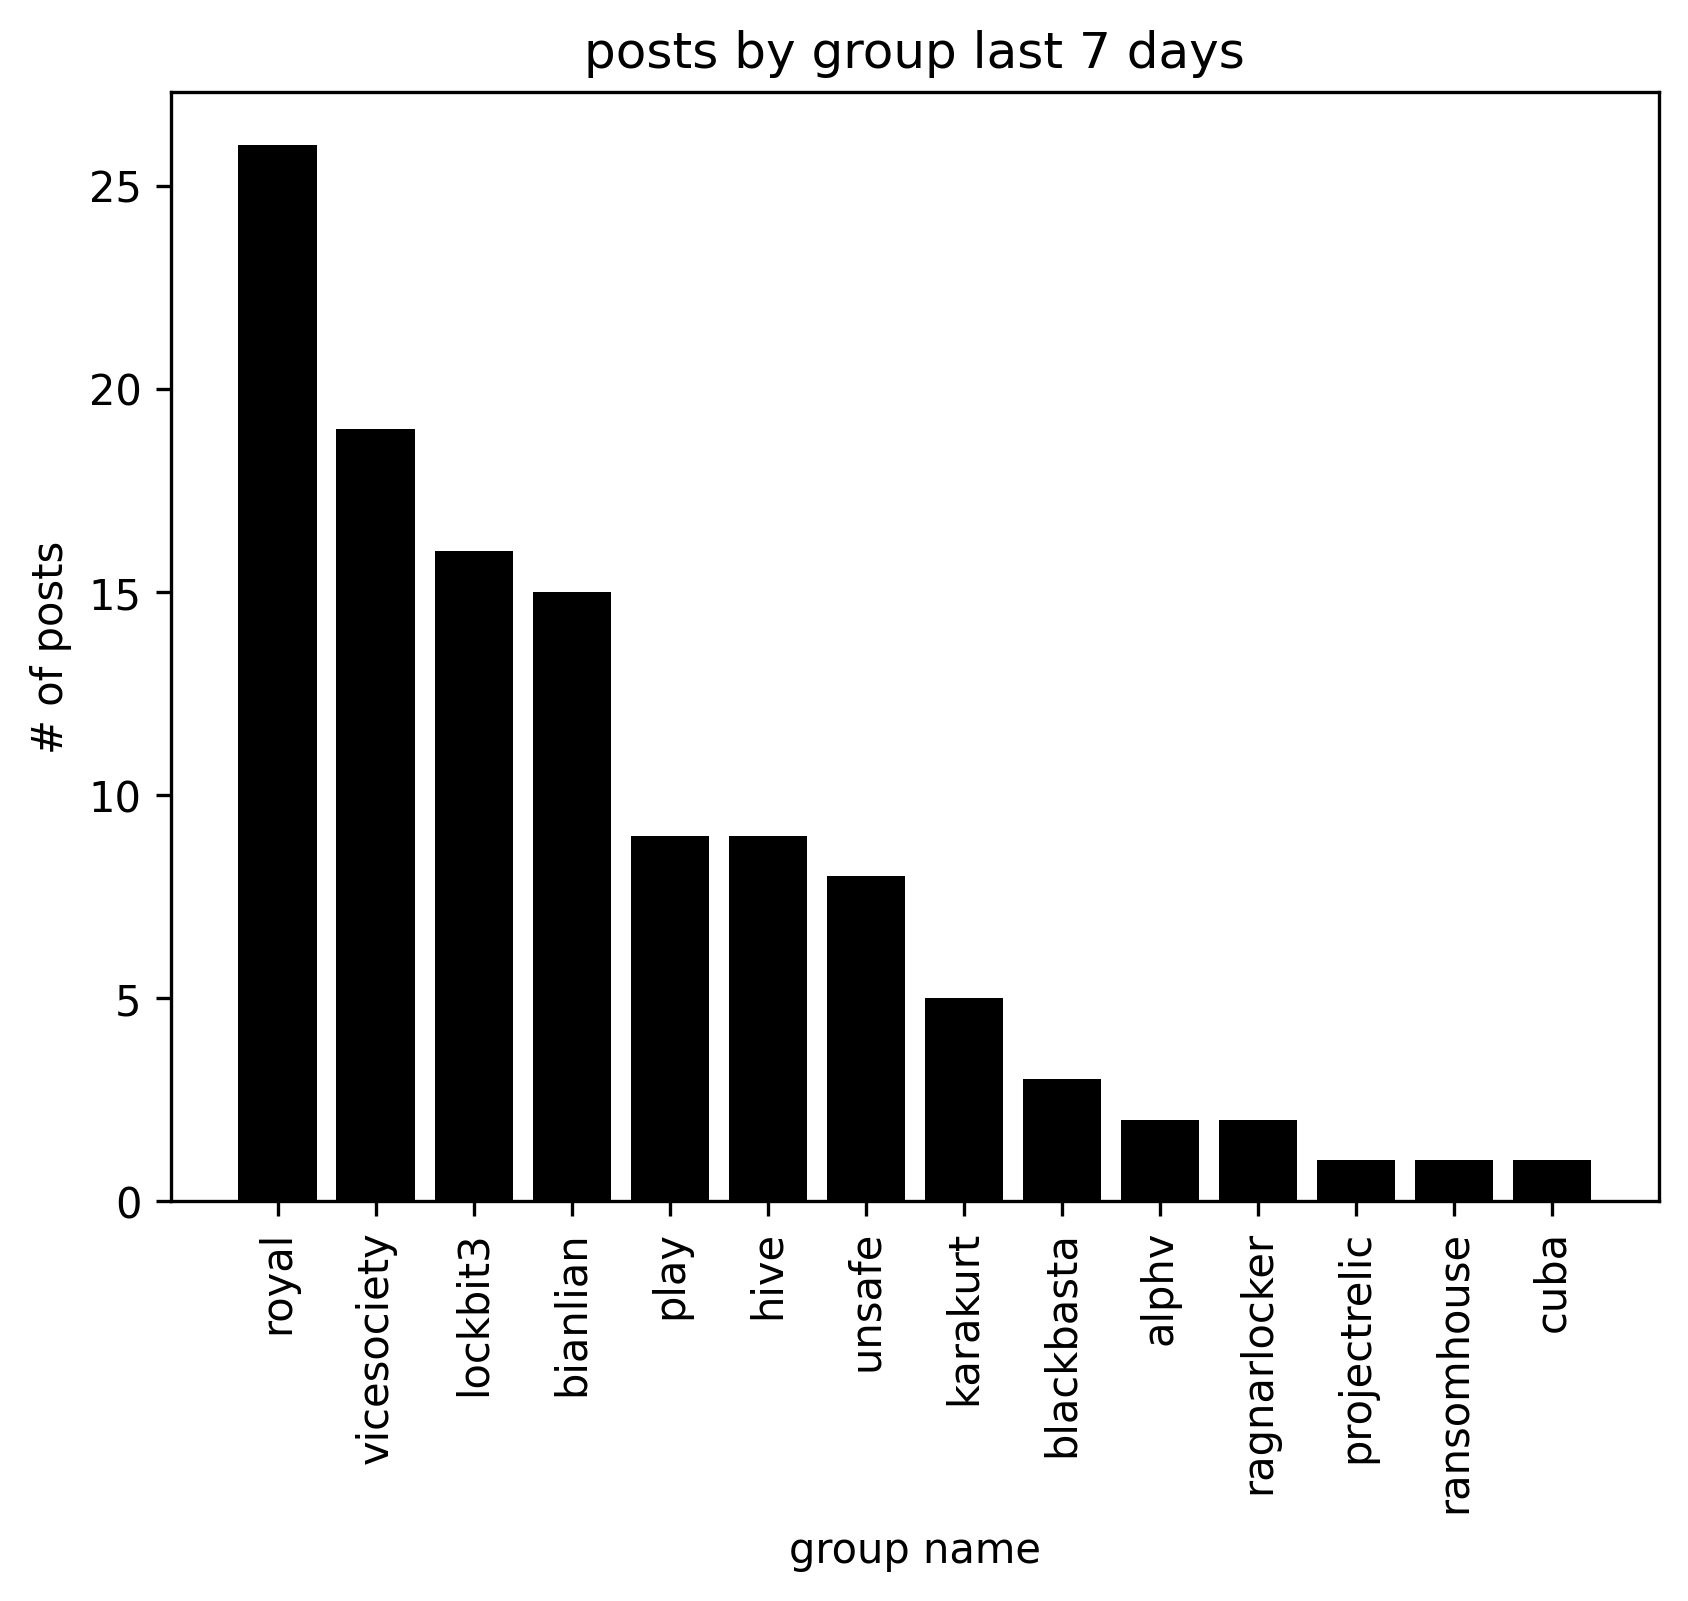 posts by group last 7 days
# of posts
25
20
15
10
5
0
royal
vicesociety
lockbit3
bianlian
play
hive
unsafe
karakurt
blackbasta
alphv
ragnarlocker
projectrelic
ransomhouse
cuba
group name